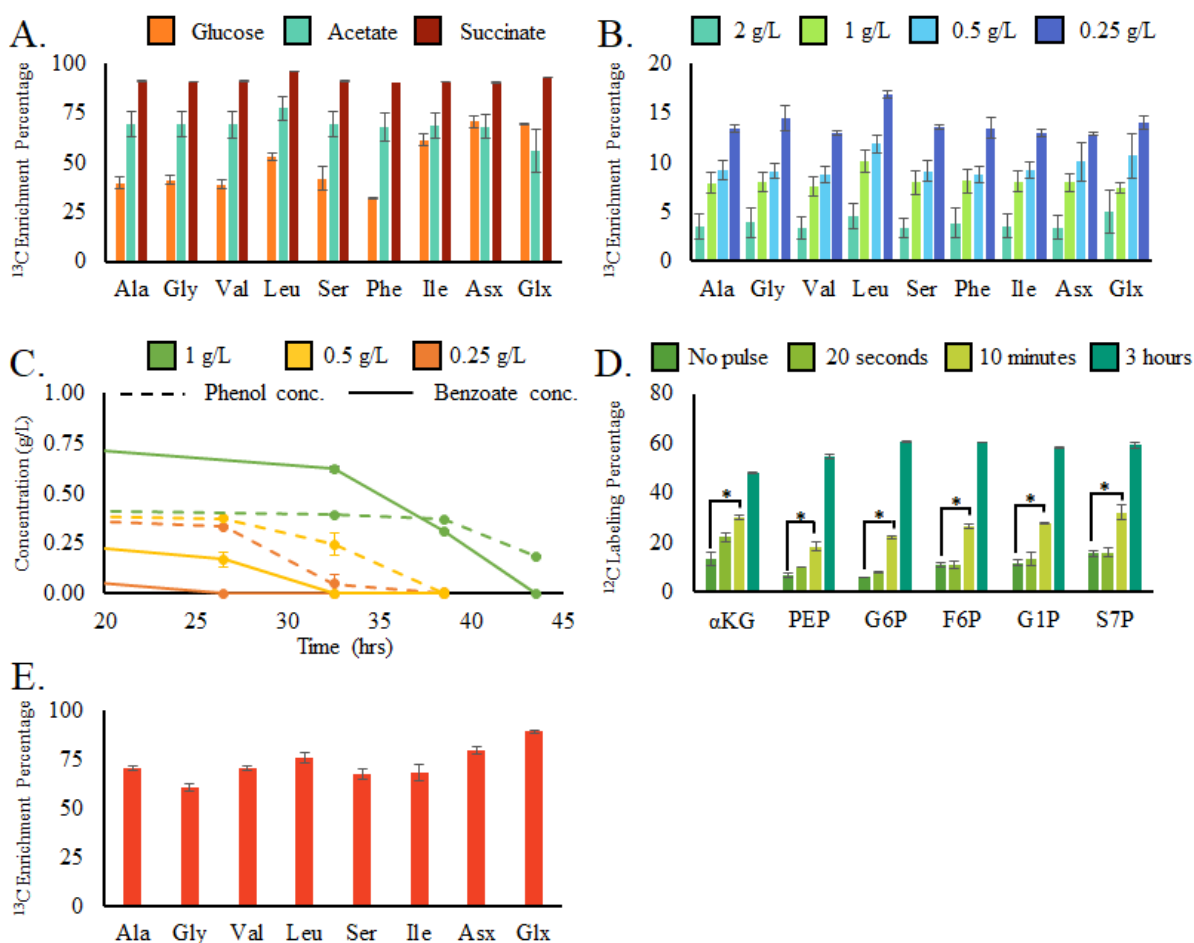 A.
Glucose Acetate Succinate
¹³C Enrichment Percentage
100
75
50
25
0
Ala Gly Val Leu Ser Phe Ile Asx Glx
B.
2 g/L 1 g/L 0.5 g/L 0.25 g/L
¹³C Enrichment Percentage
20
15
10
5
0
Ala Gly Val Leu Ser Phe Ile Asx Glx
C.
1 g/L 0.5 g/L 0.25 g/L
Phenol conc. Benzoate conc.
Concentration (g/L)
1.00
0.75
0.50
0.25
0.00
20 25 30 35 40 45
Time (hrs)
D.
No pulse 20 seconds 10 minutes 3 hours
¹²C Labeling Percentage
80
60
40
20
0
* * * * * *
αKG PEP G6P F6P G1P S7P
E.
¹³C Enrichment Percentage
100
75
50
25
0
Ala Gly Val Leu Ser Ile Asx Glx